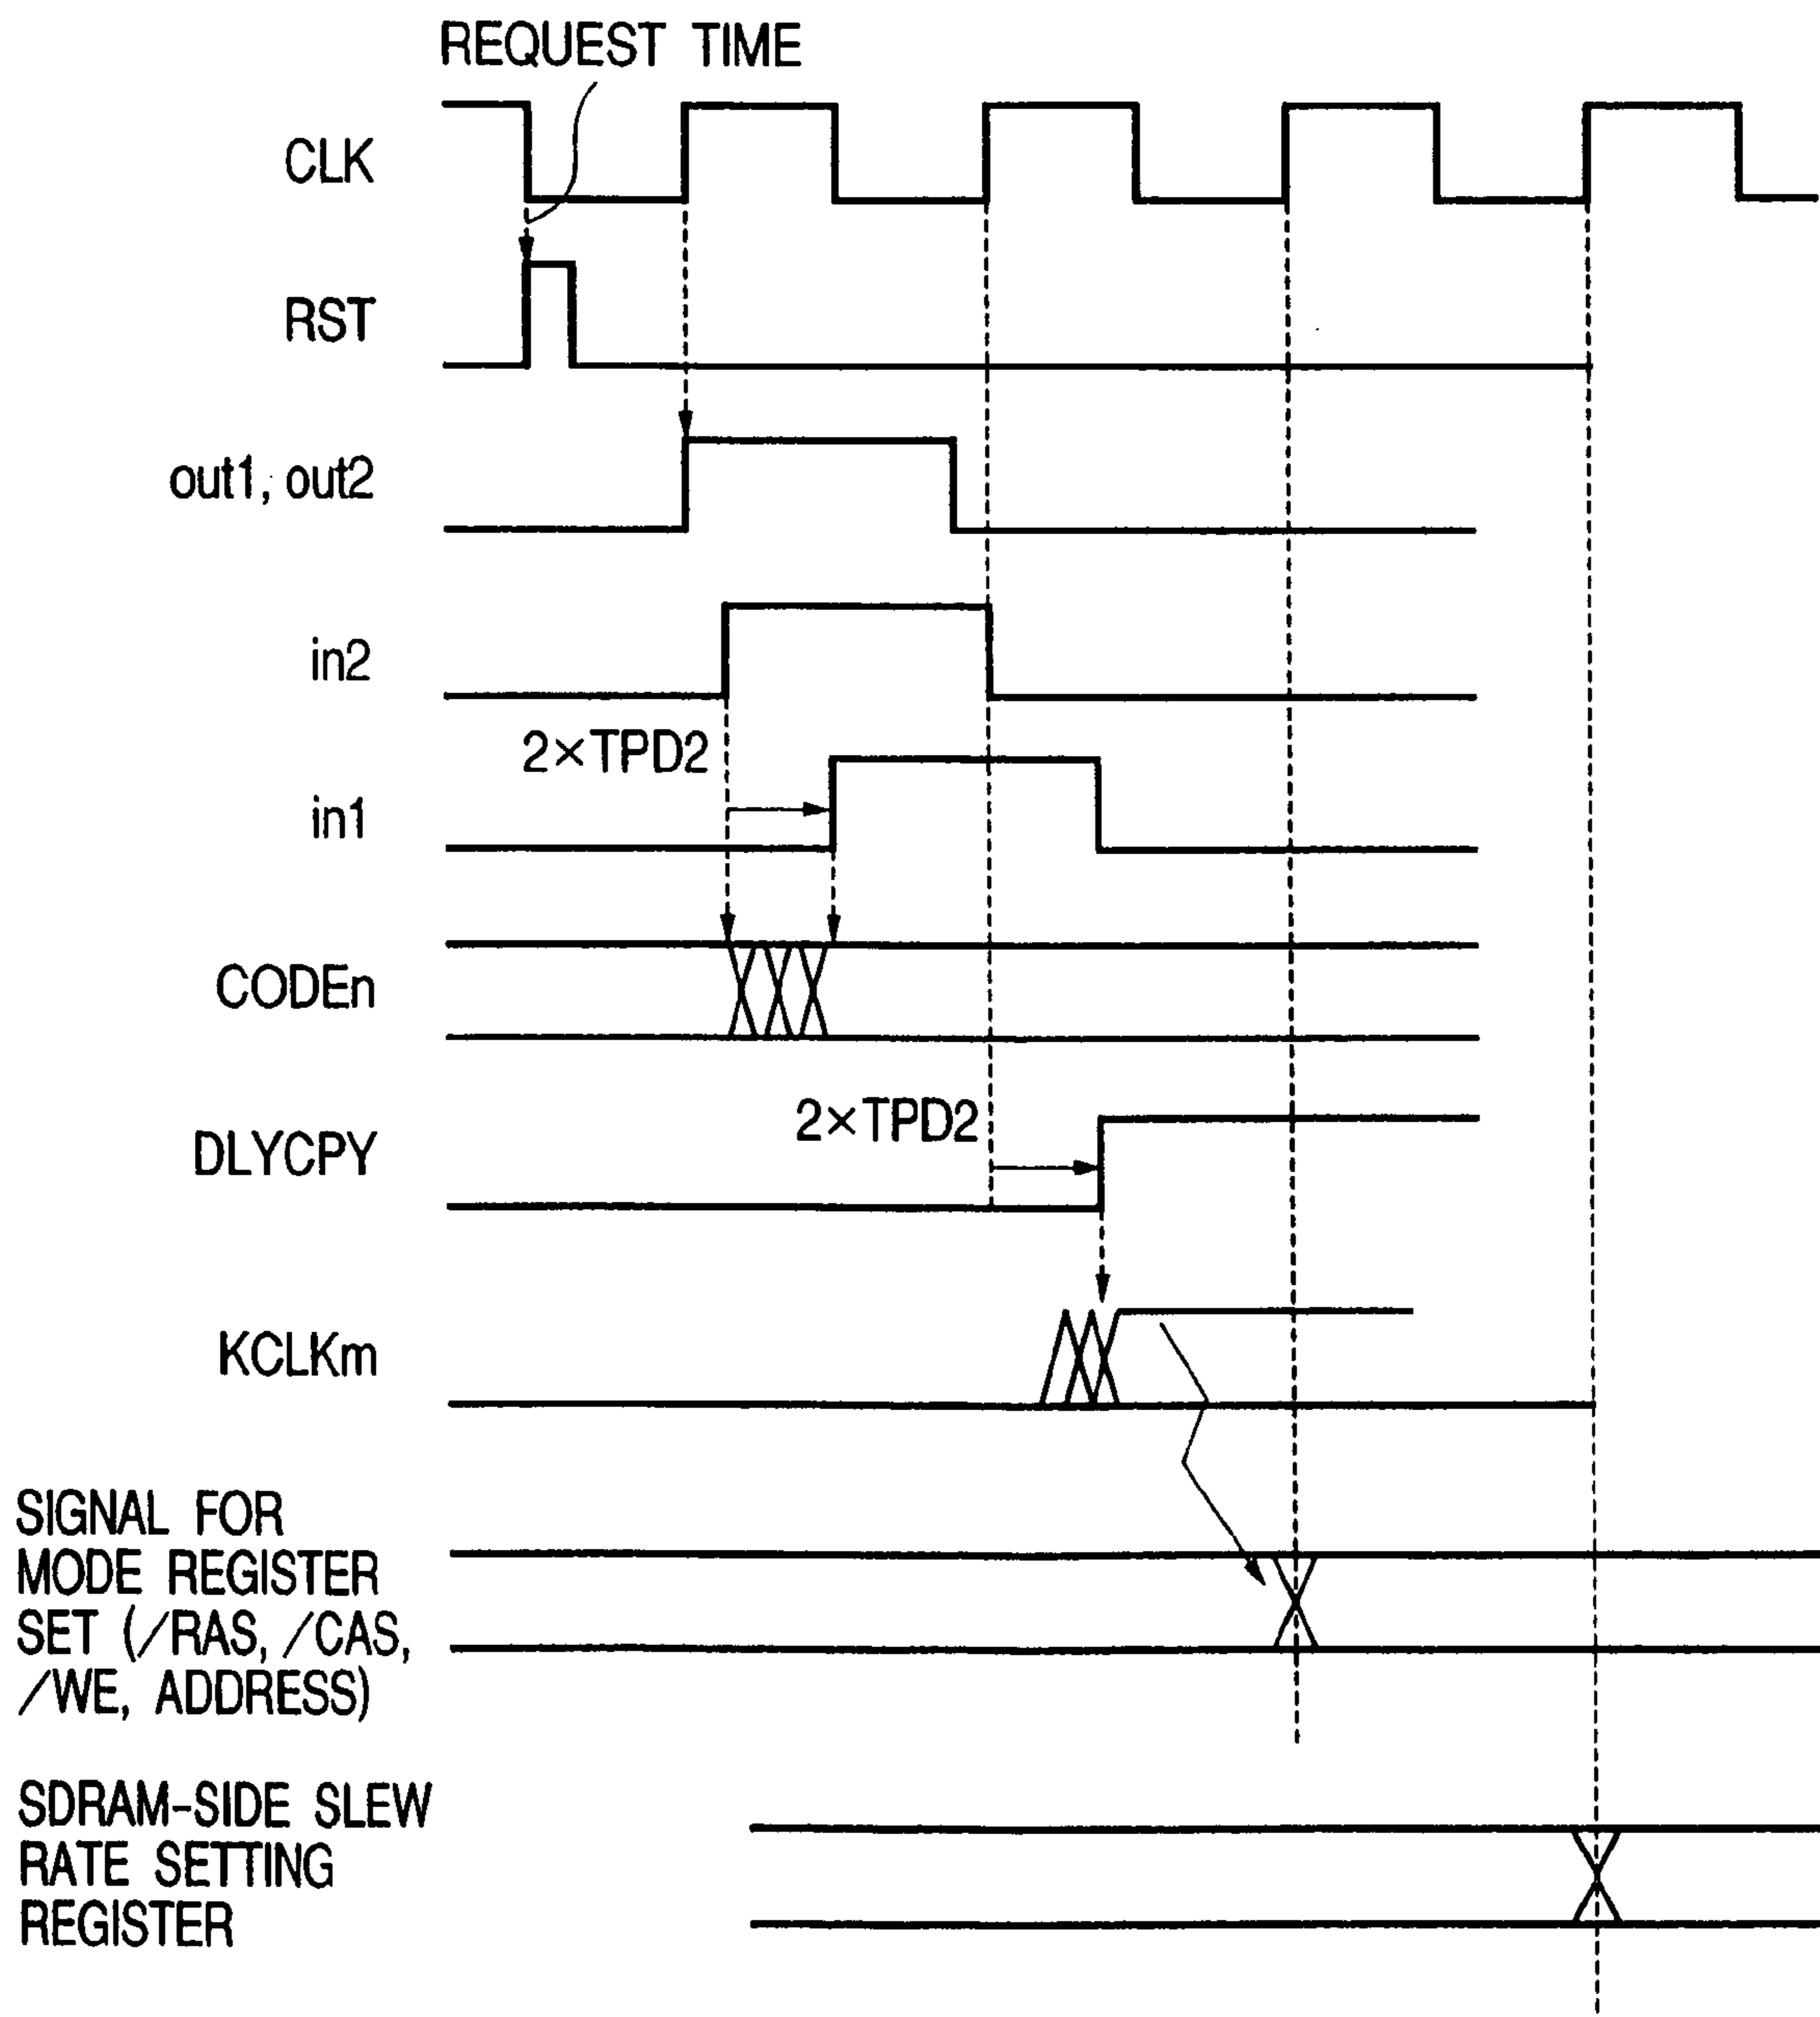 REQUEST TIME
CLK
RST
out1, out2
in2
2×TPD2
in1
CODEn
2×TPD2
DLYCPY
KCLKm
SIGNAL FOR
MODE REGISTER
SET (/RAS, /CAS,
/WE, ADDRESS)
SDRAM-SIDE SLEW
RATE SETTING
REGISTER